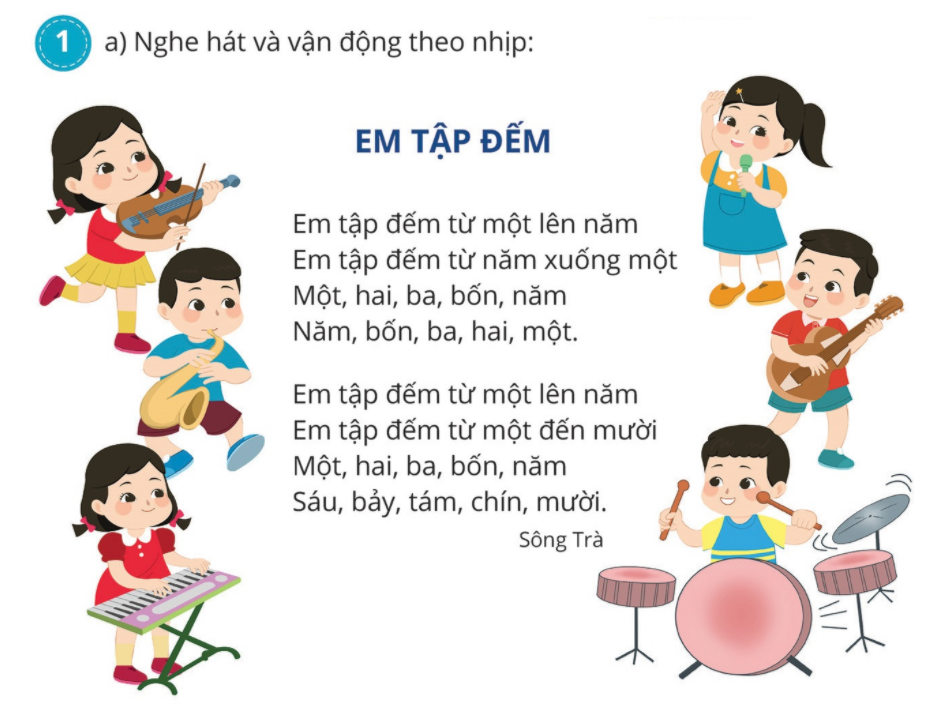 1 a) Nghe hát và vận động theo nhịp:
EM TẬP ĐẾM
Em tập đếm từ một lên năm
Em tập đếm từ năm xuống một
Một, hai, ba, bốn, năm
Năm, bốn, ba, hai, một.
Em tập đếm từ một lên năm
Em tập đếm từ một đến mười
Một, hai, ba, bốn, năm
Sáu, bảy, tám, chín, mười.
Sông Trà